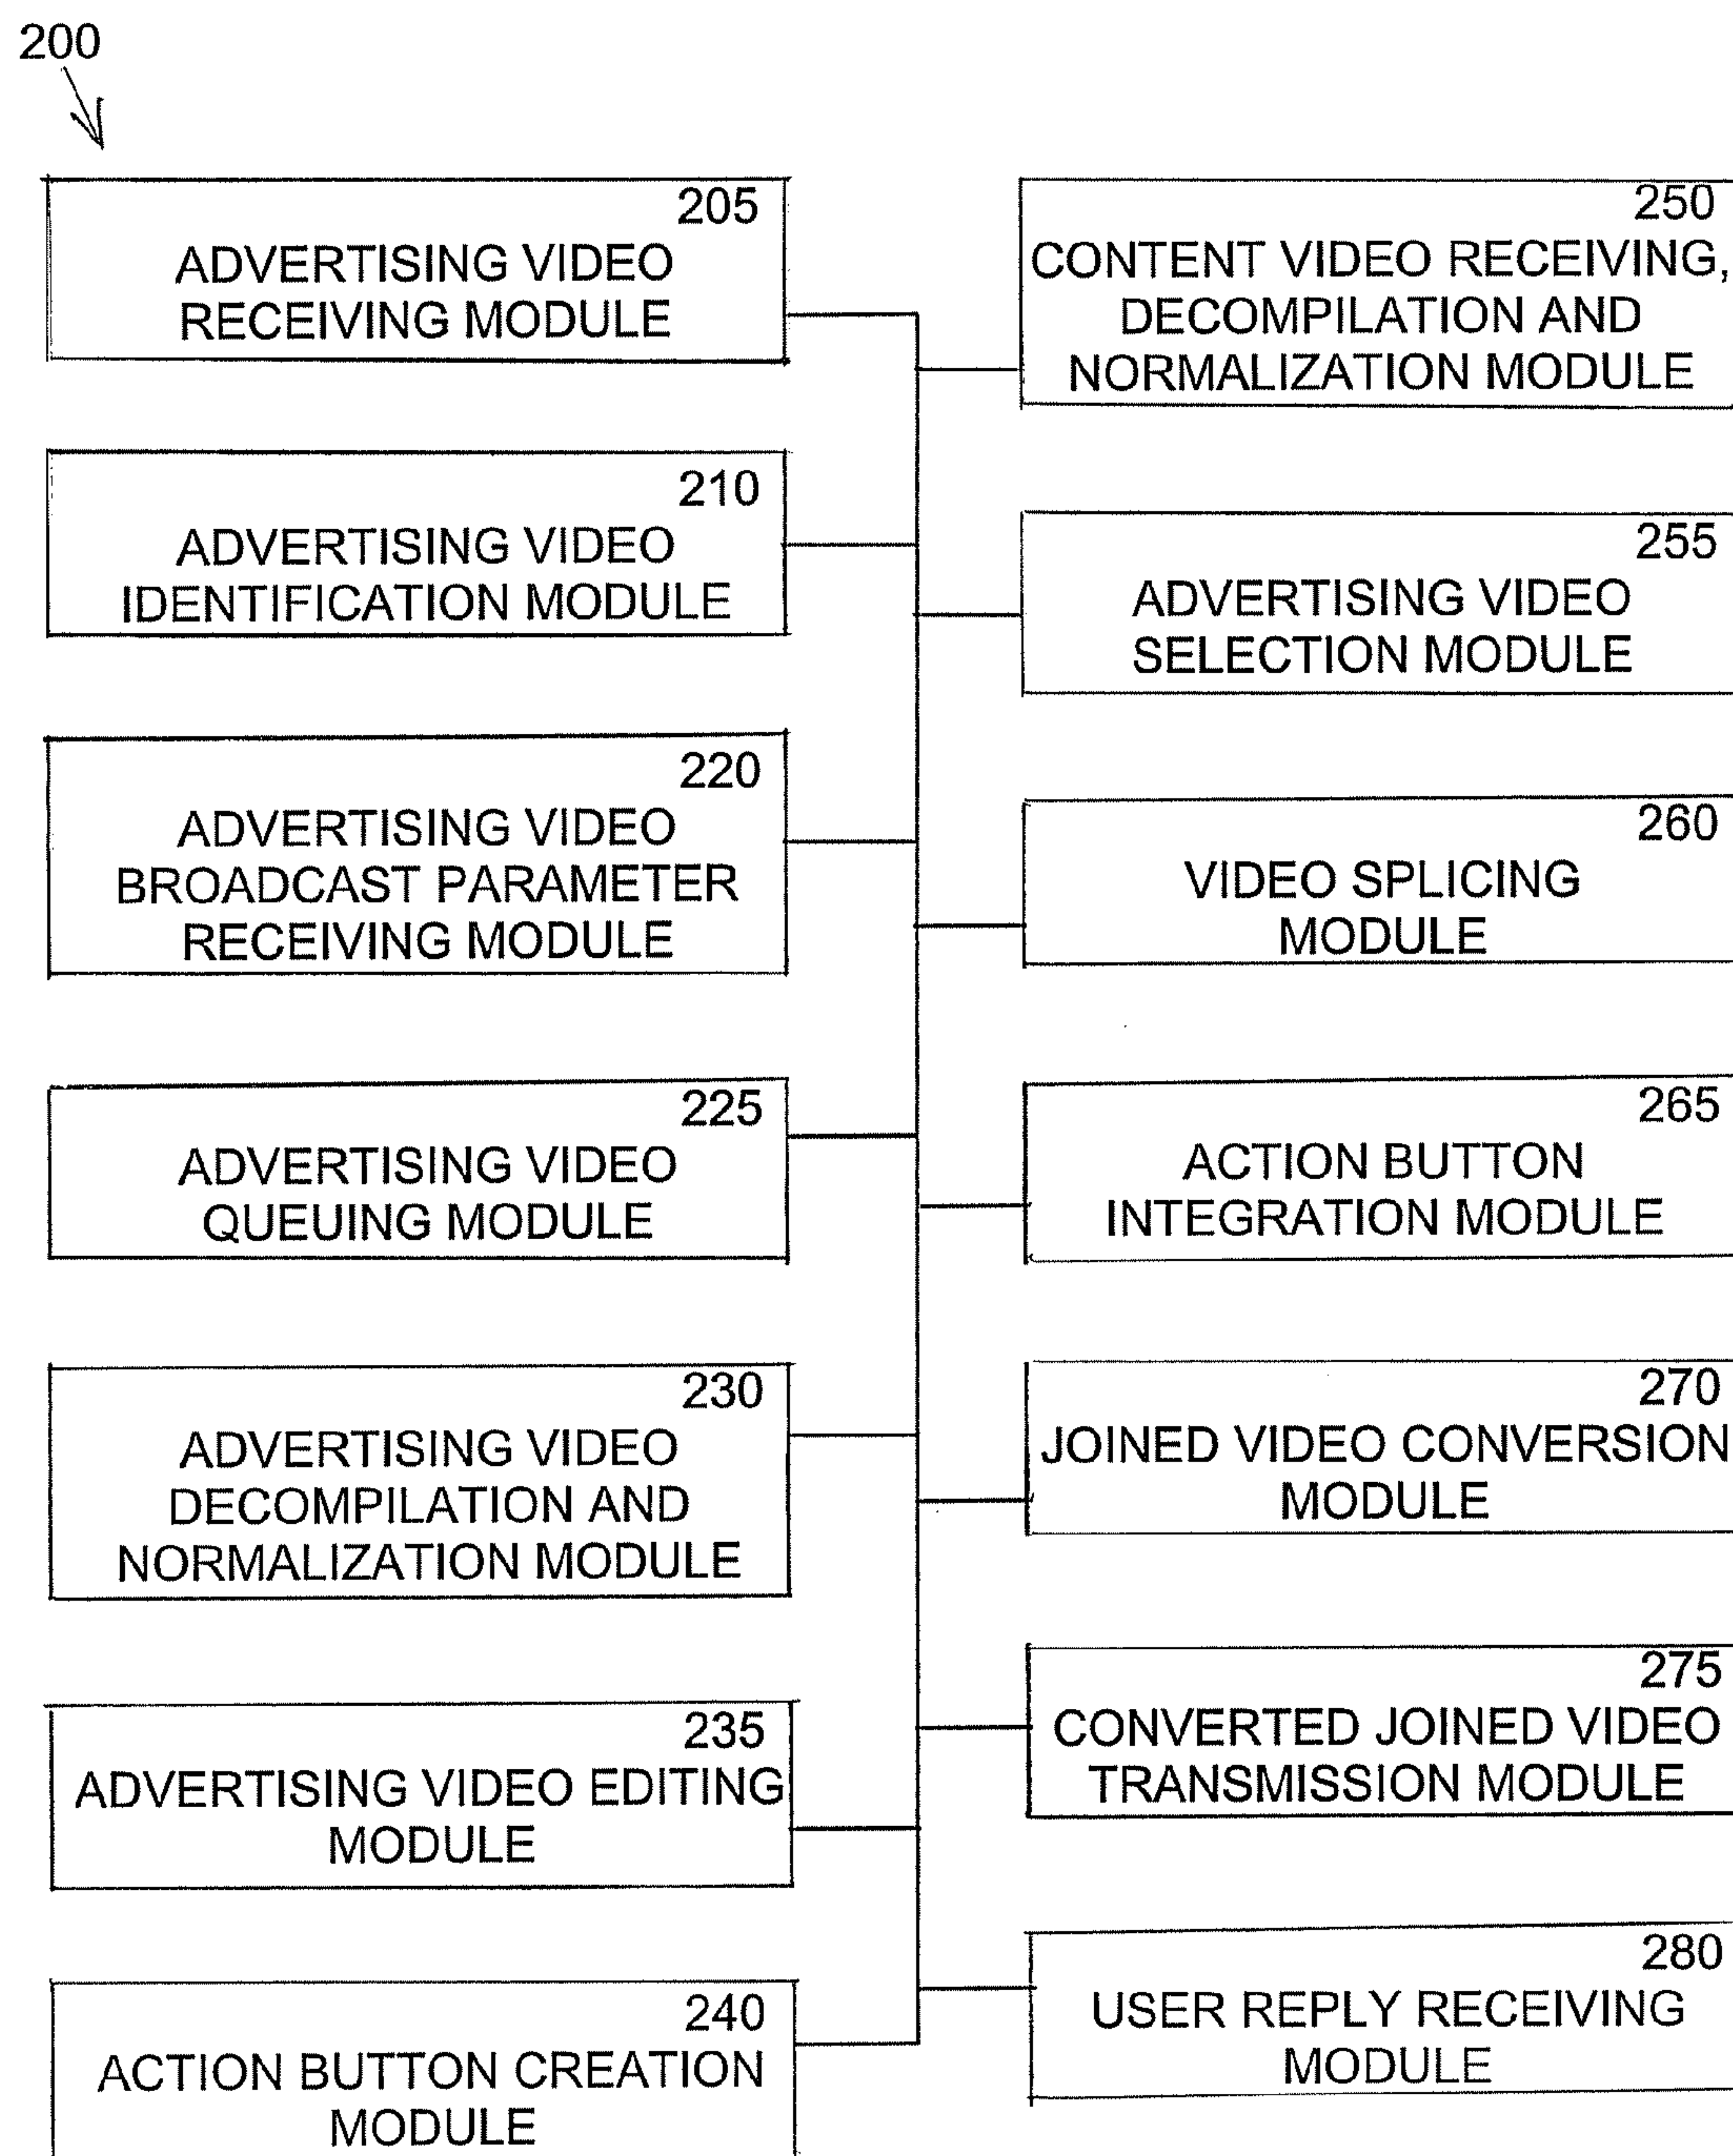 200
205
ADVERTISING VIDEO
RECEIVING MODULE
210
ADVERTISING VIDEO
IDENTIFICATION MODULE
220
ADVERTISING VIDEO
BROADCAST PARAMETER
RECEIVING MODULE
225
ADVERTISING VIDEO
QUEUING MODULE
230
ADVERTISING VIDEO
DECOMPILATION AND
NORMALIZATION MODULE
235
ADVERTISING VIDEO EDITING
MODULE
240
ACTION BUTTON CREATION
MODULE
250
CONTENT VIDEO RECEIVING,
DECOMPILATION AND
NORMALIZATION MODULE
255
ADVERTISING VIDEO
SELECTION MODULE
260
VIDEO SPLICING
MODULE
265
ACTION BUTTON
INTEGRATION MODULE
270
JOINED VIDEO CONVERSION
MODULE
275
CONVERTED JOINED VIDEO
TRANSMISSION MODULE
280
USER REPLY RECEIVING
MODULE